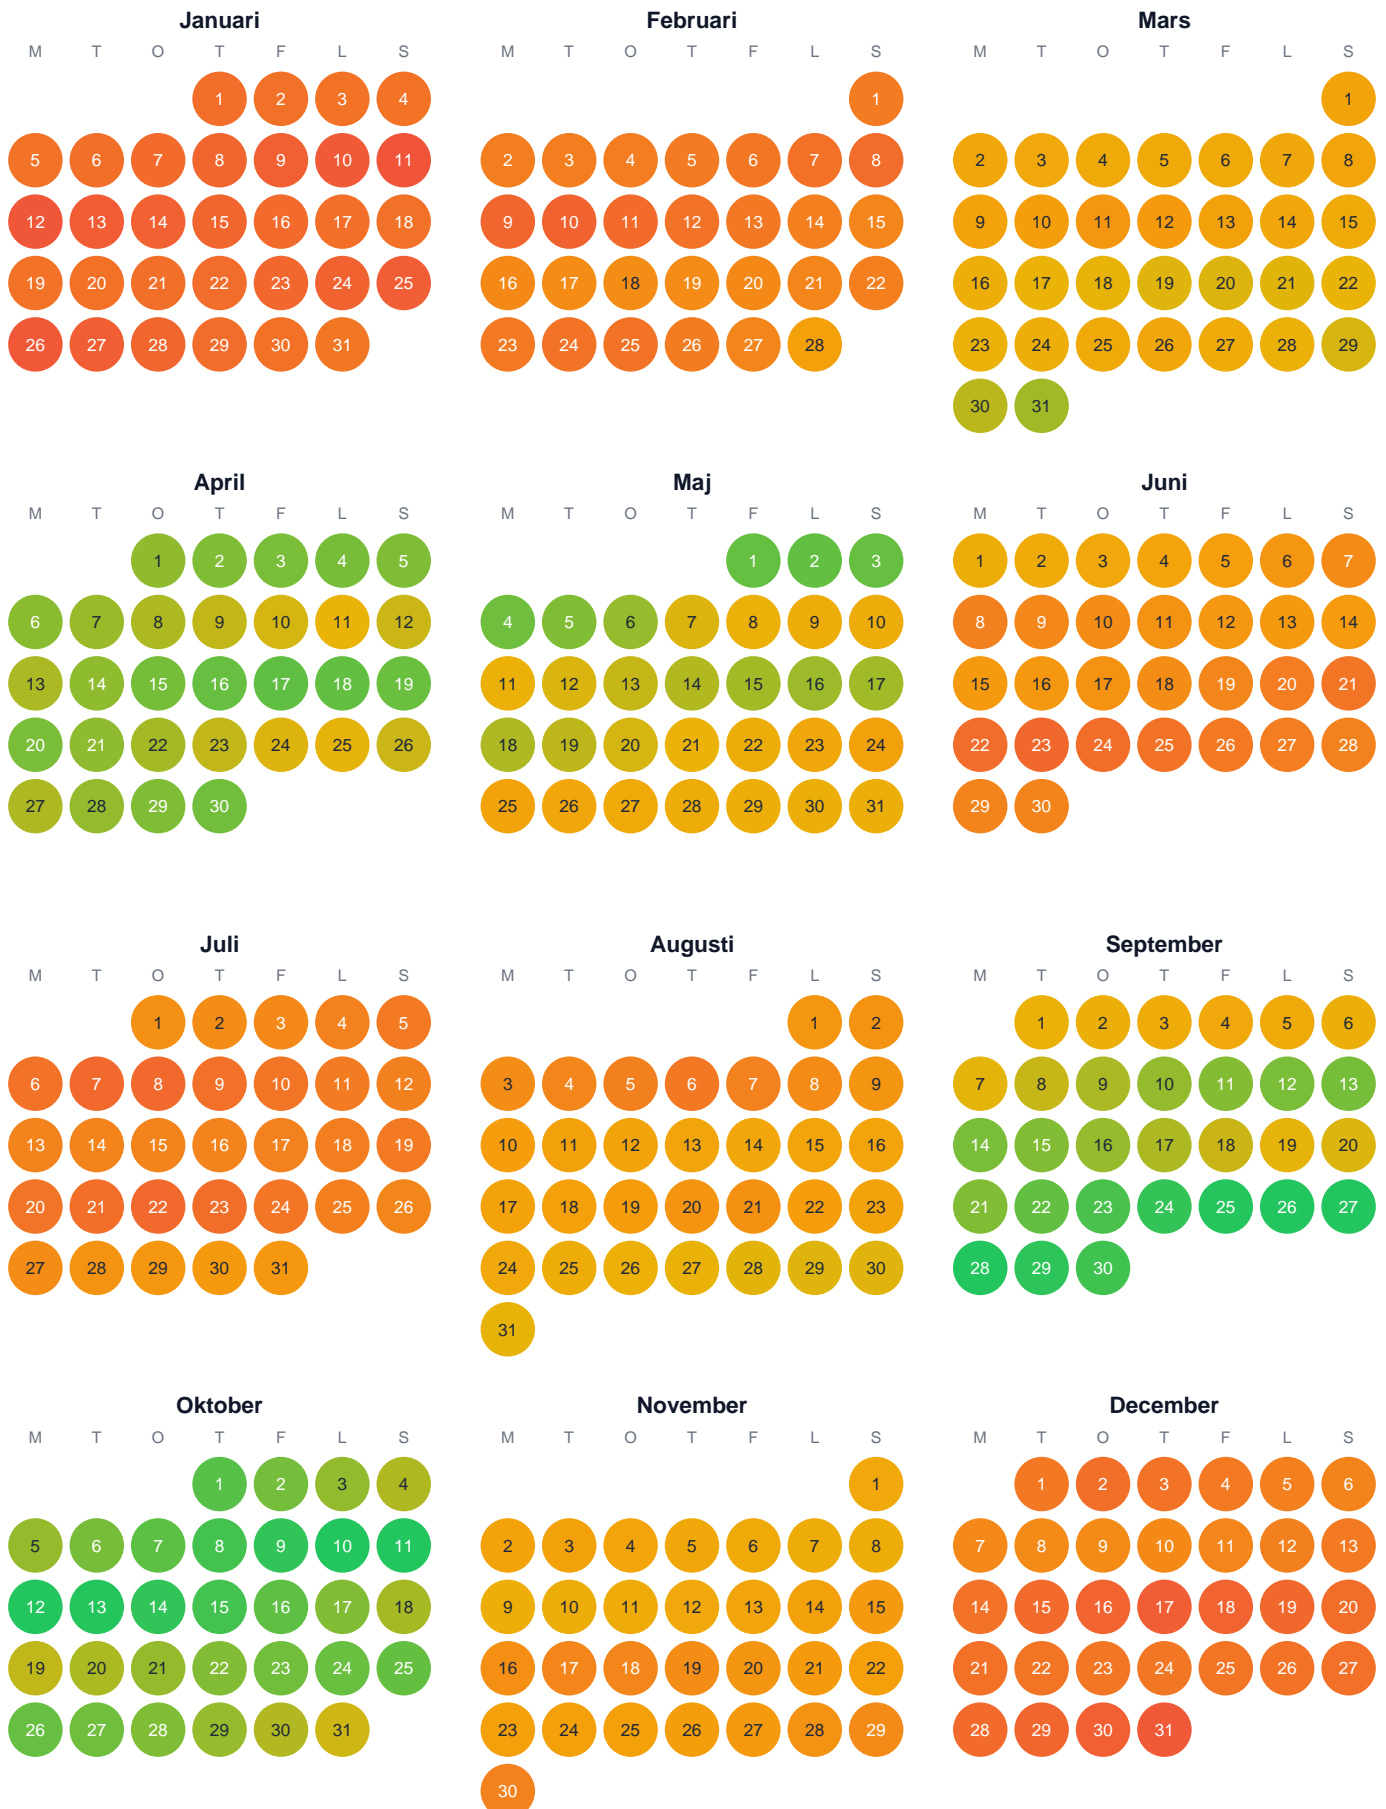 Januari Februari Mars
M T O T F L S M T O T F L S M T O T F L S
1 2 3 4 1 1
5 6 7 8 9 10 11 2 3 4 5 6 7 8 2 3 4 5 6 7 8
12 13 14 15 16 17 18 9 10 11 12 13 14 15 9 10 11 12 13 14 15
19 20 21 22 23 24 25 16 17 18 19 20 21 22 16 17 18 19 20 21 22
26 27 28 29 30 31 23 24 25 26 27 28 23 24 25 26 27 28 29
30 31
April Maj Juni
M T O T F L S M T O T F L S M T O T F L S
1 2 3 4 5 1 2 3 1 2 3 4 5 6 7
6 7 8 9 10 11 12 4 5 6 7 8 9 10 8 9 10 11 12 13 14
13 14 15 16 17 18 19 11 12 13 14 15 16 17 15 16 17 18 19 20 21
20 21 22 23 24 25 26 18 19 20 21 22 23 24 22 23 24 25 26 27 28
27 28 29 30 25 26 27 28 29 30 31 29 30
Juli Augusti September
M T O T F L S M T O T F L S M T O T F L S
1 2 3 4 5 1 2 1 2 3 4 5 6
6 7 8 9 10 11 12 3 4 5 6 7 8 9 7 8 9 10 11 12 13
13 14 15 16 17 18 19 10 11 12 13 14 15 16 14 15 16 17 18 19 20
20 21 22 23 24 25 26 17 18 19 20 21 22 23 21 22 23 24 25 26 27
27 28 29 30 31 24 25 26 27 28 29 30 28 29 30
31
Oktober November December
M T O T F L S M T O T F L S M T O T F L S
1 2 3 4 1 1 2 3 4 5 6
5 6 7 8 9 10 11 2 3 4 5 6 7 8 7 8 9 10 11 12 13
12 13 14 15 16 17 18 9 10 11 12 13 14 15 14 15 16 17 18 19 20
19 20 21 22 23 24 25 16 17 18 19 20 21 22 21 22 23 24 25 26 27
26 27 28 29 30 31 23 24 25 26 27 28 29 28 29 30 31
30